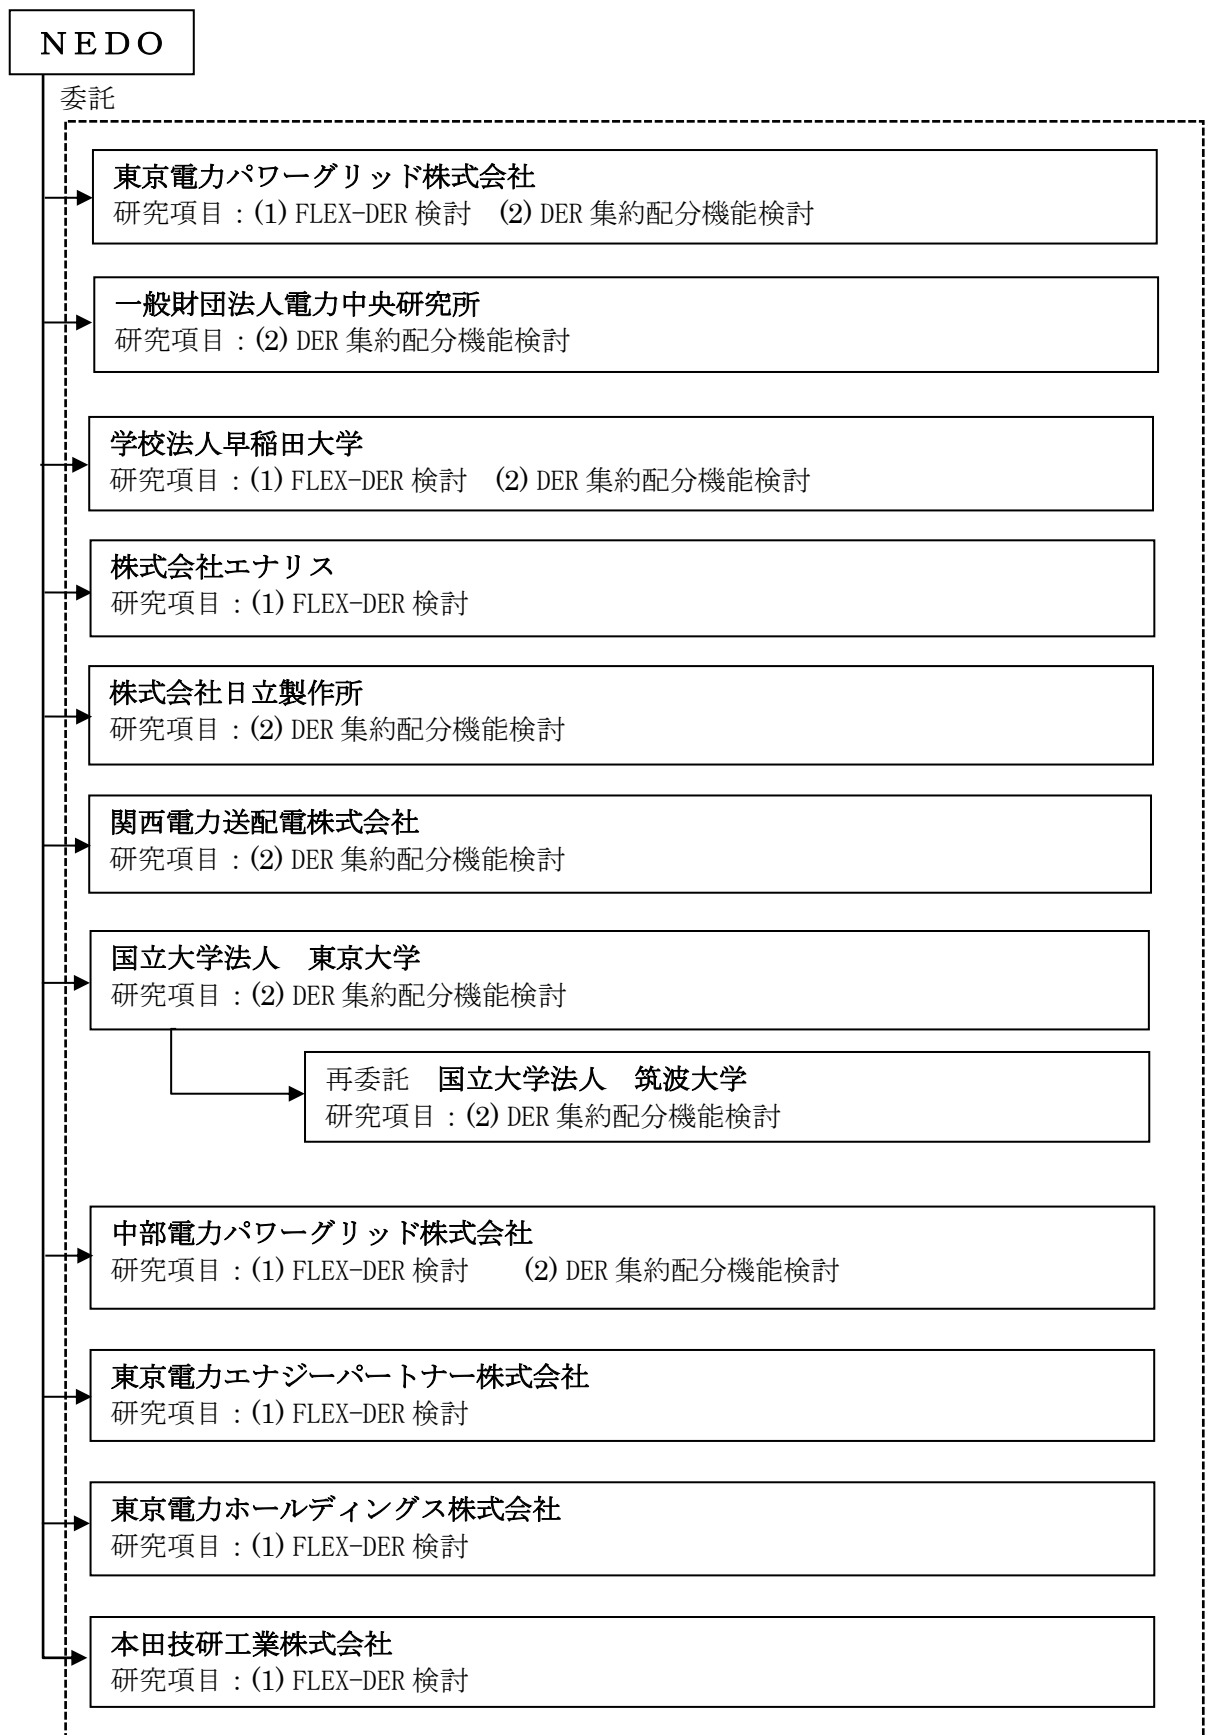 NEDO
委託
東京電力パワーグリッド株式会社
研究項目：(1) FLEX-DER 検討　(2) DER 集約配分機能検討
一般財団法人電力中央研究所
研究項目：(2) DER 集約配分機能検討
学校法人早稲田大学
研究項目：(1) FLEX-DER 検討　(2) DER 集約配分機能検討
株式会社エナリス
研究項目：(1) FLEX-DER 検討
株式会社日立製作所
研究項目：(2) DER 集約配分機能検討
関西電力送配電株式会社
研究項目：(2) DER 集約配分機能検討
国立大学法人　東京大学
研究項目：(2) DER 集約配分機能検討
再委託　国立大学法人　筑波大学
研究項目：(2) DER 集約配分機能検討
中部電力パワーグリッド株式会社
研究項目：(1) FLEX-DER 検討　　(2) DER 集約配分機能検討
東京電力エナジーパートナー株式会社
研究項目：(1) FLEX-DER 検討
東京電力ホールディングス株式会社
研究項目：(1) FLEX-DER 検討
本田技研工業株式会社
研究項目：(1) FLEX-DER 検討